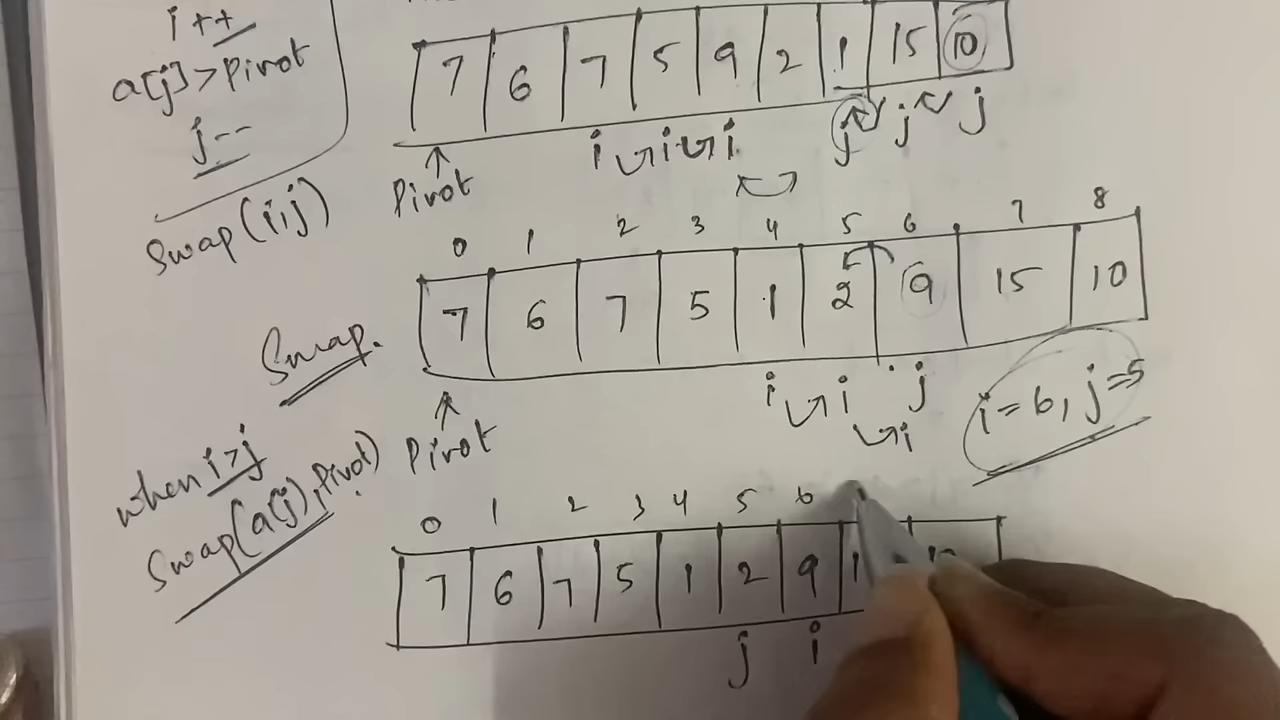 i++
a[j]>Pivot
j--
Swap(i,j)
7 6 7 5 9 2 1 15 10
i i i j j j
Pivot
0 1 2 3 4 5 6 7 8
Swap.
7 6 7 5 1 2 9 15 10
i i j
i
Pivot
i=6, j=5
when i>j
Swap(a[j],Pivot)
0 1 2 3 4 5 6
7 6 7 5 1 2 9
j i